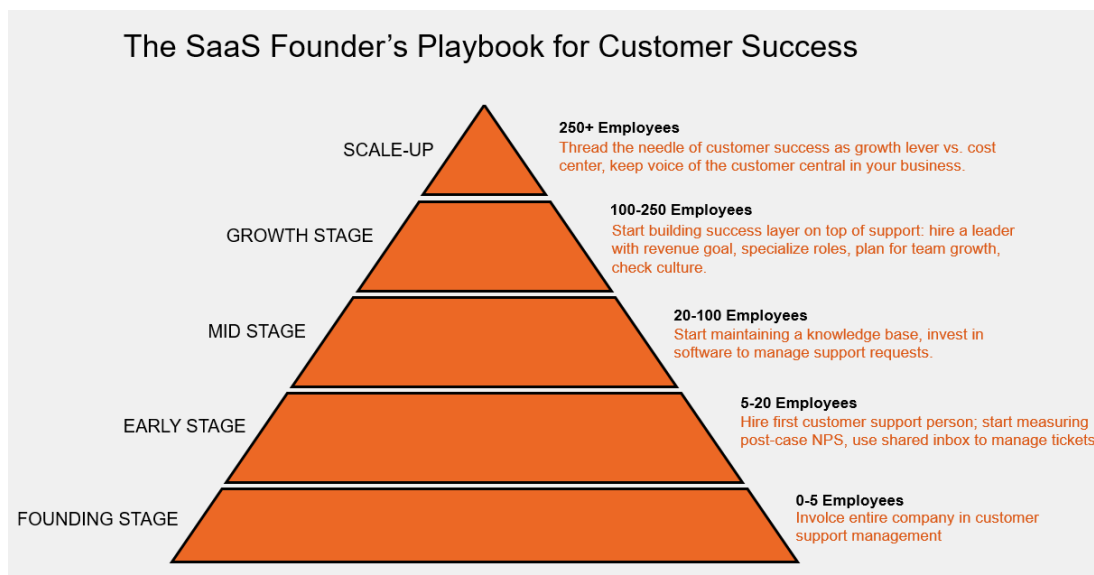 The SaaS Founder's Playbook for Customer Success
SCALE-UP
250+ Employees
Thread the needle of customer success as growth lever vs. cost
center, keep voice of the customer central in your business.
GROWTH STAGE
100-250 Employees
Start building success layer on top of support: hire a leader
with revenue goal, specialize roles, plan for team growth,
check culture.
MID STAGE
20-100 Employees
Start maintaining a knowledge base, invest in
software to manage support requests.
EARLY STAGE
5-20 Employees
Hire first customer support person; start measuring
post-case NPS, use shared inbox to manage tickets
FOUNDING STAGE
0-5 Employees
Involce entire company in customer
support management